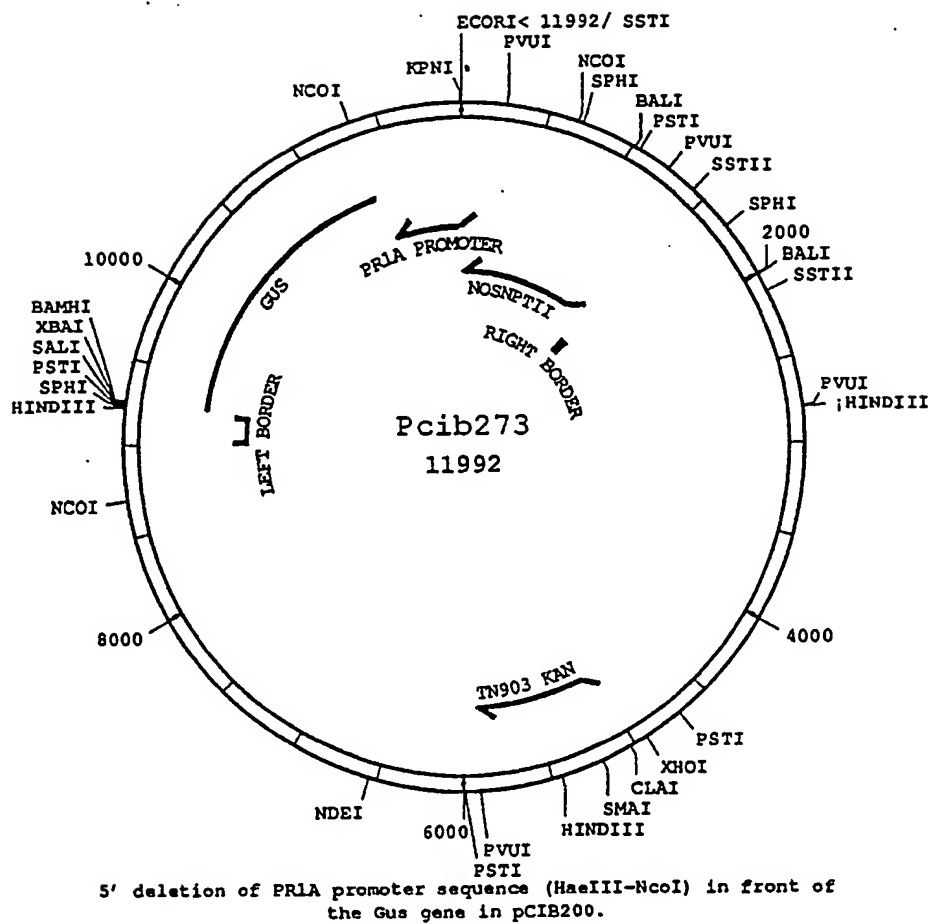 ECORI< 11992/ SSTI
PVUI
KPNI
NCOI
SPHI
NCOI
BALI
PSTI
PVUI
SSTII
SPHI
2000
BALI
SSTII
PR1A PROMOTER
NOSNPTII
GUS
10000
RIGHT BORDER
BAMHI
XBAI
SALI
PSTI
SPHI
HINDIII
LEFT BORDER
PVUI
¡HINDIII
Pcib273
11992
NCOI
8000
4000
TN903 KAN
PSTI
XHOI
CLAI
SMAI
HINDIII
NDEI
6000
PVUI
PSTI
5' deletion of PR1A promoter sequence (HaeIII-NcoI) in front of
the Gus gene in pCIB200.